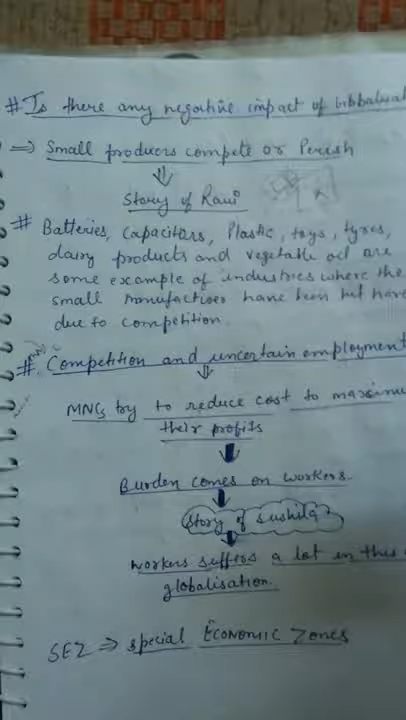 # Is there any negative impact of
=> Small producers compete or Perish
Story of Ravi
# Batteries, Capacitors, Plastic, toys, tyres,
dairy products and vegetable oil are
some example of industries where the
small manufactures have been hit hard
due to competition.
# Competition and uncertain employment
MNCs try to reduce cost to
their profits
Burden comes on workers.
Story of Sushila
workers suffers a lot in this
globalisation.
SEZ => special Economic Zones